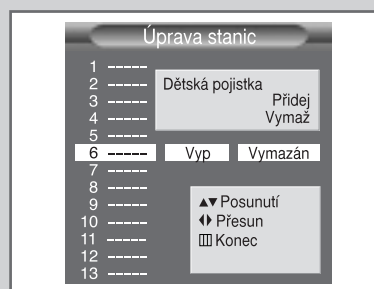 Úprava stanic
1 -----
2 ----- Dětská pojistka
3 ----- Přidej
4 ----- Vymaž
5 -----
6 ----- Vyp Vymazán
7 -----
8 -----
9 ----- ▲▼ Posunutí
10 ----- ◀▶ Přesun
11 ----- Konec
12 -----
13 -----